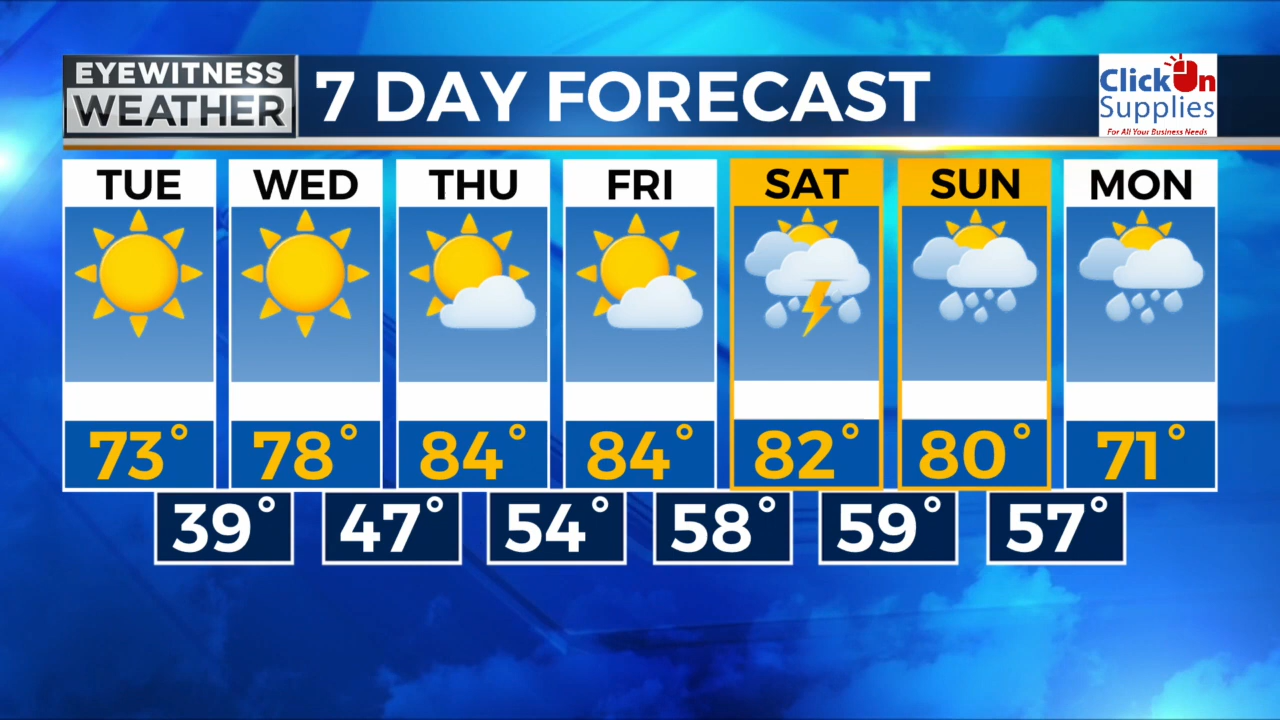 EYEWITNESS
WEATHER
7 DAY FORECAST
ClickOn
Supplies
For All Your Business Needs
TUE WED THU FRI SAT SUN MON
73° 78° 84° 84° 82° 80° 71°
39° 47° 54° 58° 59° 57°